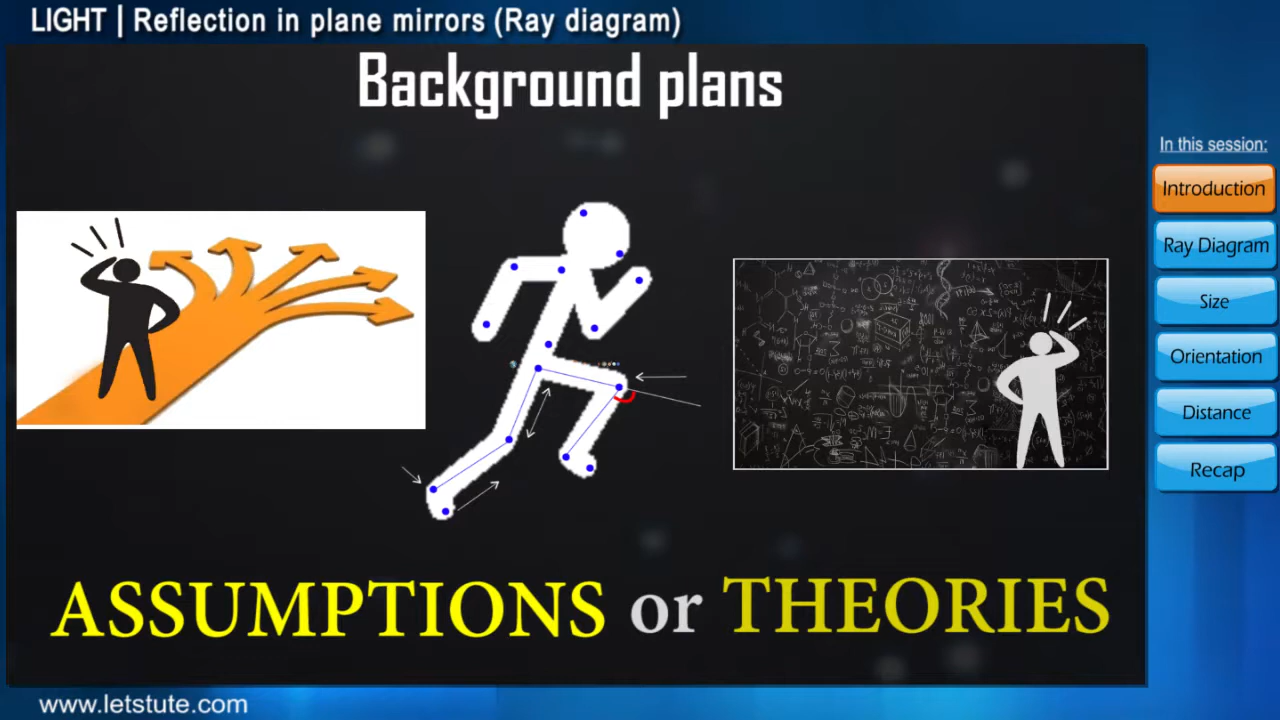 LIGHT | Reflection in plane mirrors (Ray diagram)
Background plans
In this session:
Introduction
Ray Diagram
Size
Orientation
Distance
Recap
ASSUMPTIONS or THEORIES
www.letstute.com